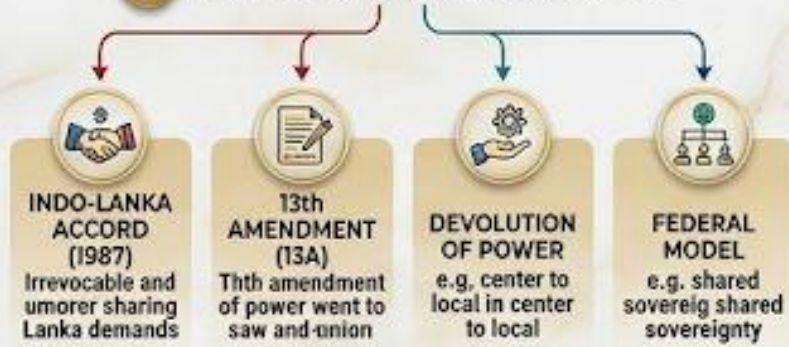 INDO-LANKA
ACCORD
(1987)
Irrevocable and
umorer sharing
Lanka demands
13th
AMENDMENT
(13A)
Thth amendment
of power went to
saw and-union
DEVOLUTION
OF POWER
e.g, center to
local in center
to local
FEDERAL
MODEL
e.g. shared
sovereig shared
sovereignty